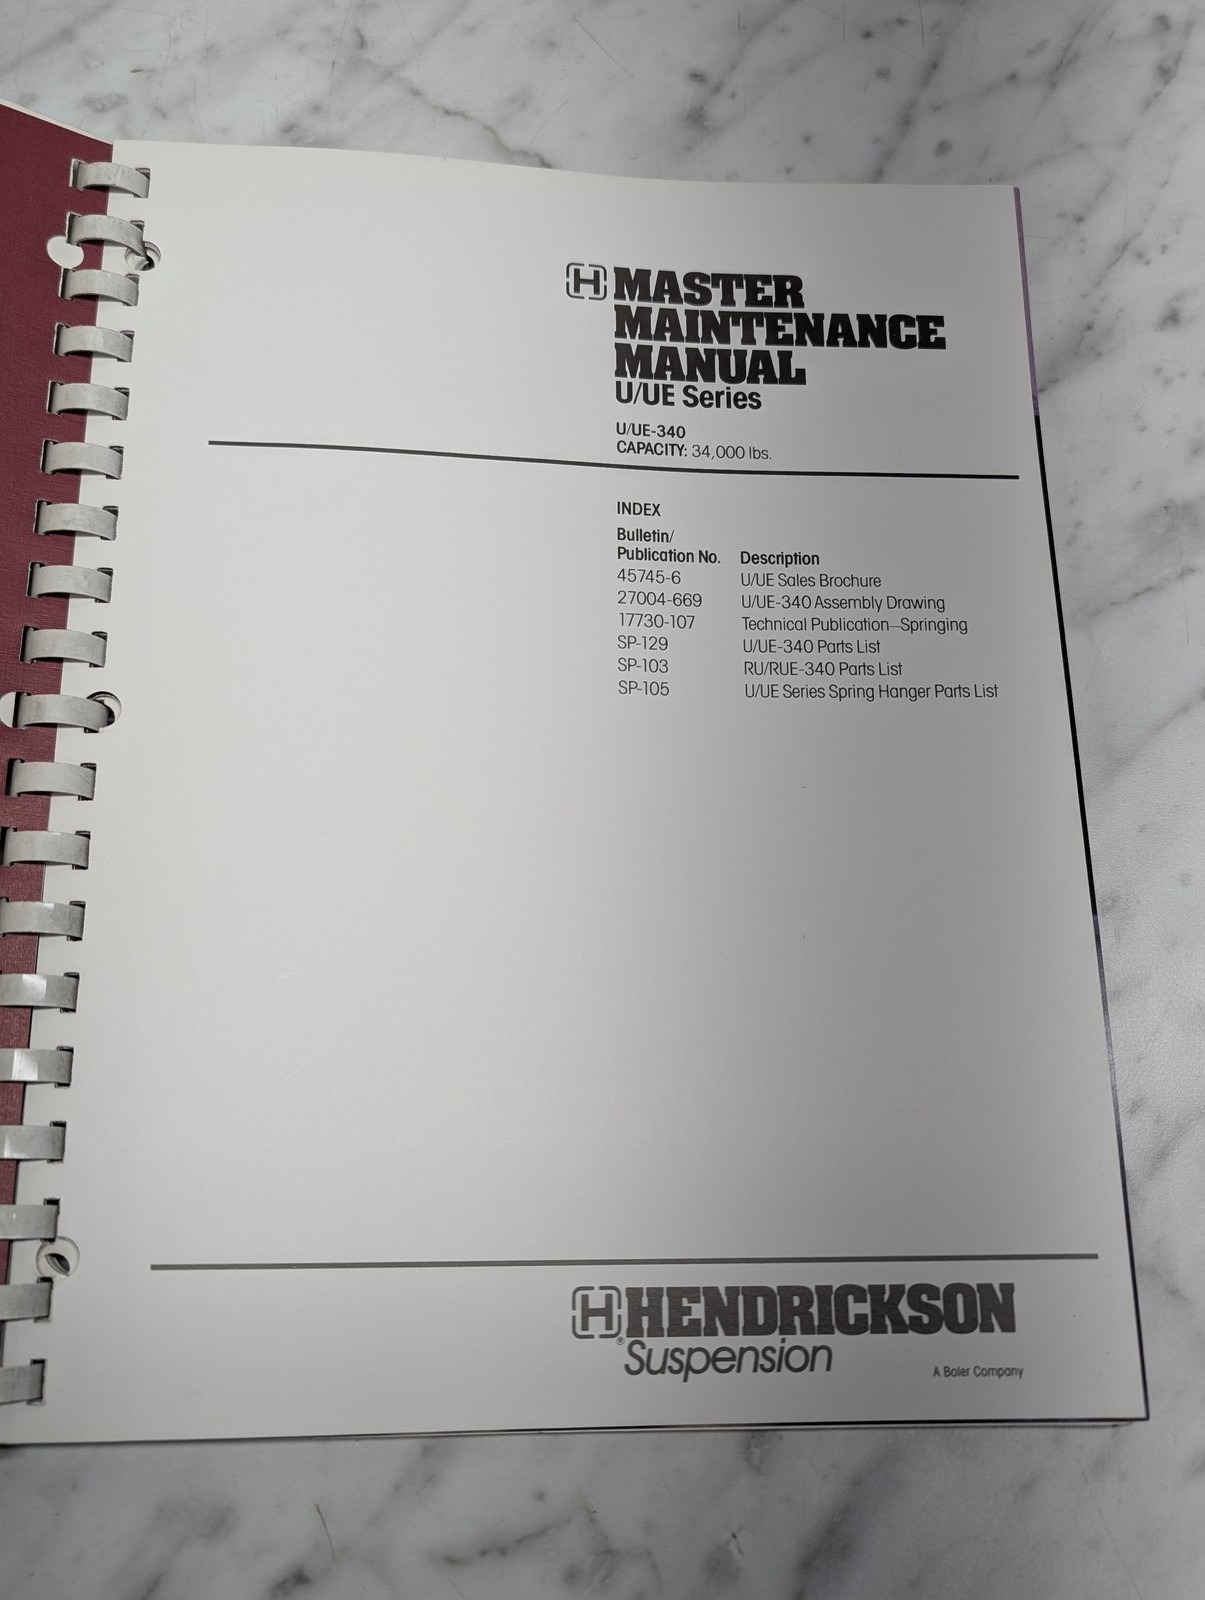 H MASTER
MAINTENANCE
MANUAL
U/UE Series
U/UE-340
CAPACITY: 34,000 lbs.
INDEX
Bulletin/
Publication No. Description
45745-6 U/UE Sales Brochure
27004-669 U/UE-340 Assembly Drawing
17730-107 Technical Publication—Springing
SP-129 U/UE-340 Parts List
SP-103 RU/RUE-340 Parts List
SP-105 U/UE Series Spring Hanger Parts List
H HENDRICKSON
® Suspension
A Boler Company